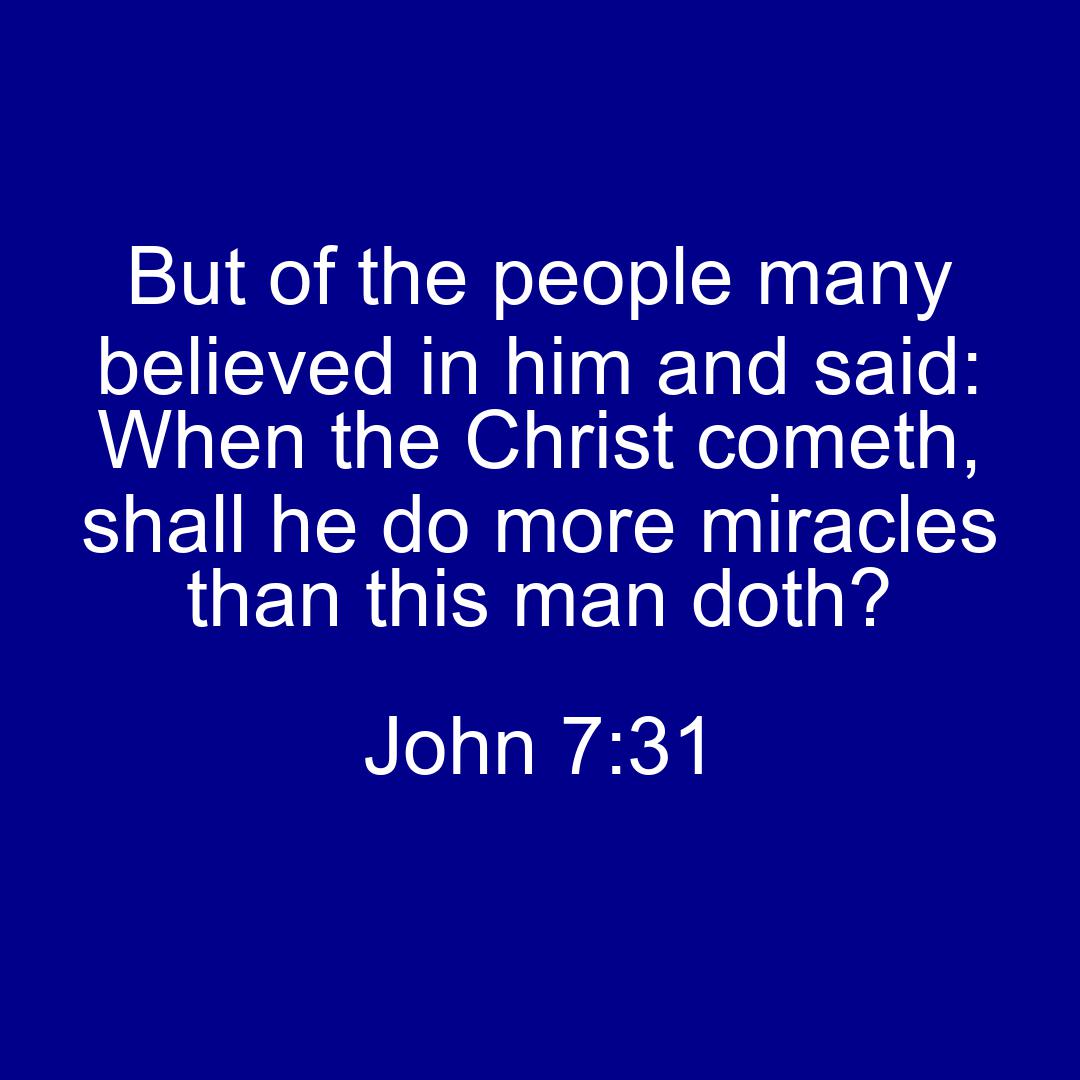 But of the people many
believed in him and said:
When the Christ cometh,
shall he do more miracles
than this man doth?
John 7:31